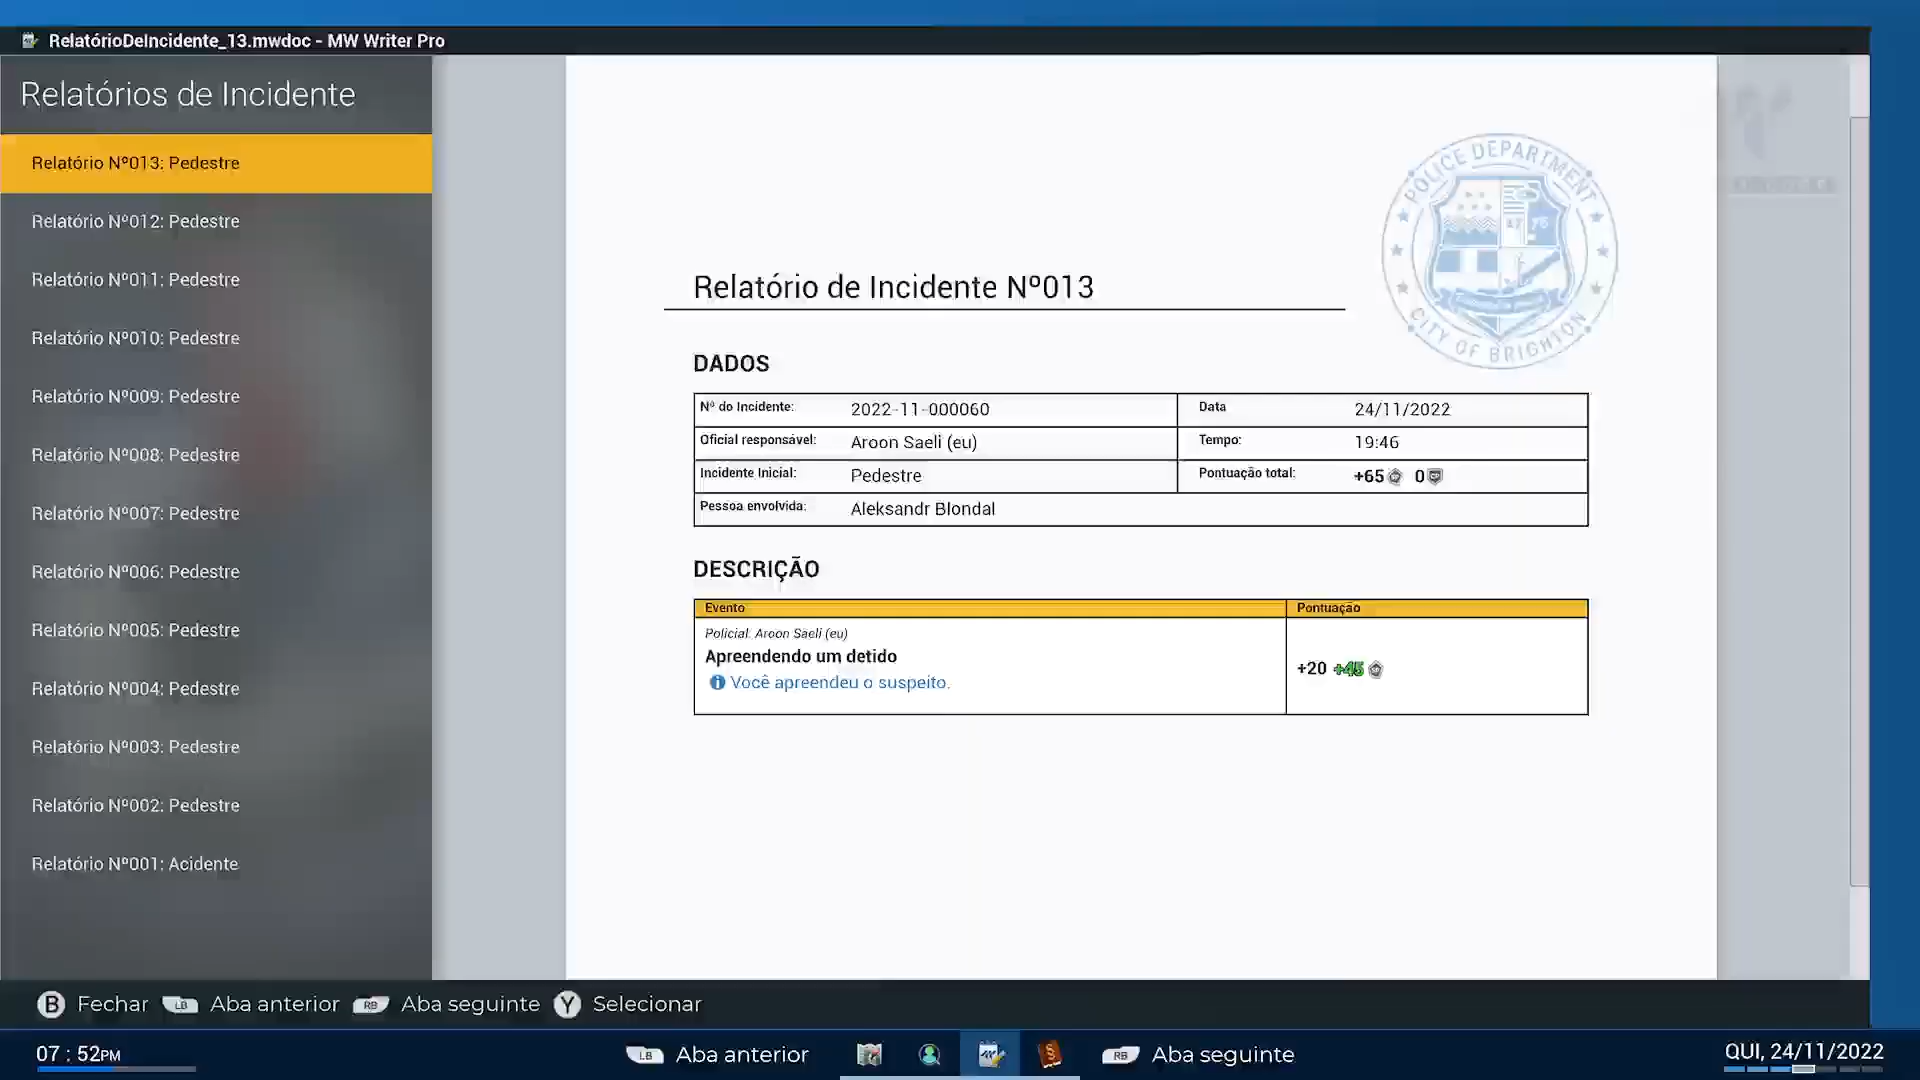 RelatórioDeIncidente_13.mwdoc - MW Writer Pro
Relatórios de Incidente
Relatório Nº013: Pedestre
Relatório Nº012: Pedestre
Relatório Nº011: Pedestre
Relatório Nº010: Pedestre
Relatório Nº009: Pedestre
Relatório Nº008: Pedestre
Relatório Nº007: Pedestre
Relatório Nº006: Pedestre
Relatório Nº005: Pedestre
Relatório Nº004: Pedestre
Relatório Nº003: Pedestre
Relatório Nº002: Pedestre
Relatório Nº001: Acidente
POLICE DEPARTMENT
17 75
CITY OF BRIGHTON
Relatório de Incidente Nº013
DADOS
Nº do Incidente: 2022-11-000060 Data 24/11/2022
Oficial responsável: Aroon Saeli (eu) Tempo: 19:46
Incidente Inicial: Pedestre Pontuação total: +65 0
Pessoa envolvida: Aleksandr Blondal
DESCRIÇÃO
Evento Pontuação
Policial: Aroon Saeli (eu)
Apreendendo um detido
Você apreendeu o suspeito.
+20 +45
B Fechar LB Aba anterior RB Aba seguinte Y Selecionar
07 : 52PM LB Aba anterior RB Aba seguinte QUI, 24/11/2022